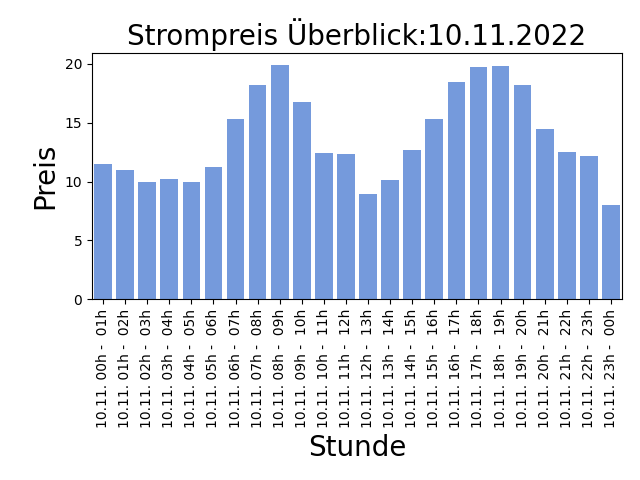 Strompreis Überblick:10.11.2022
Preis
20
15
10
5
0
10.11. 00h - 01h
10.11. 01h - 02h
10.11. 02h - 03h
10.11. 03h - 04h
10.11. 04h - 05h
10.11. 05h - 06h
10.11. 06h - 07h
10.11. 07h - 08h
10.11. 08h - 09h
10.11. 09h - 10h
10.11. 10h - 11h
10.11. 11h - 12h
10.11. 12h - 13h
10.11. 13h - 14h
10.11. 14h - 15h
10.11. 15h - 16h
10.11. 16h - 17h
10.11. 17h - 18h
10.11. 18h - 19h
10.11. 19h - 20h
10.11. 20h - 21h
10.11. 21h - 22h
10.11. 22h - 23h
10.11. 23h - 00h
Stunde